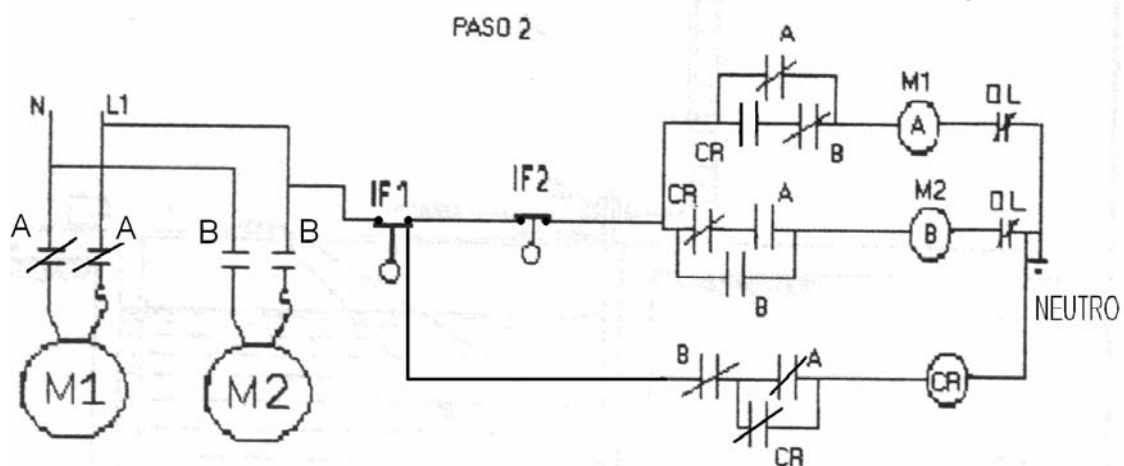 PASO 2
A
N L1 M1 OL
A
CR B
IF1 IF2 CR A M2 OL
A A B B
B
B
NEUTRO
B A
M1 M2 CR
CR